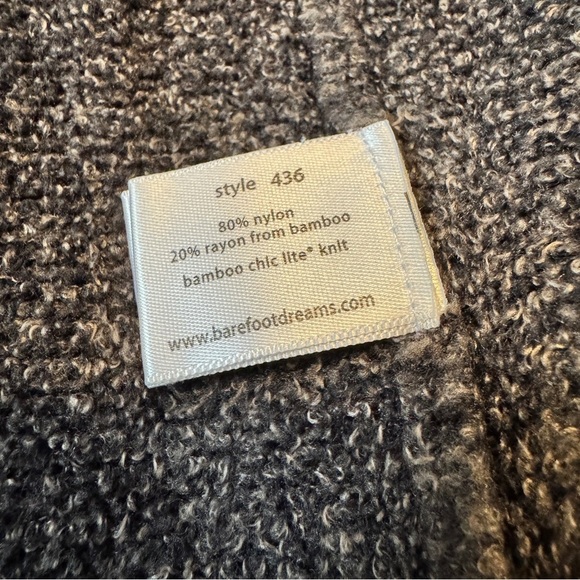 style 436
80% nylon
20% rayon from bamboo
bamboo chic lite® knit
www.barefootdreams.com